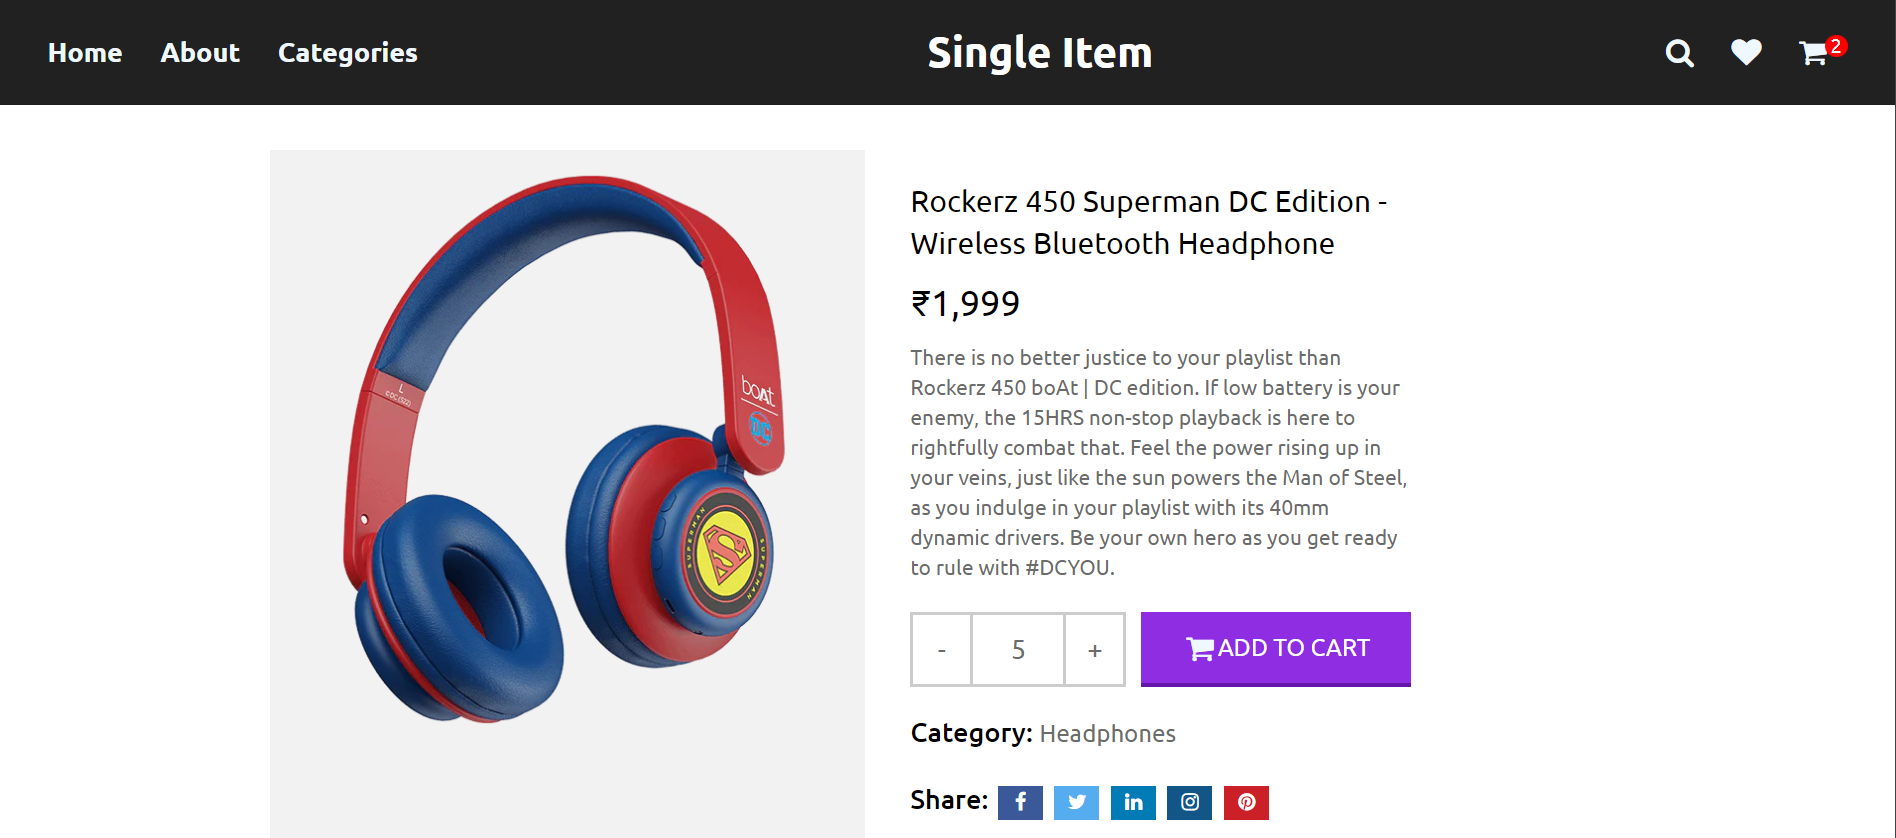 Home About Categories Single Item 2
L
© DC (S22)
boAt
DC
SUPERMAN SUPERMAN
Rockerz 450 Superman DC Edition -
Wireless Bluetooth Headphone
₹1,999
There is no better justice to your playlist than
Rockerz 450 boAt | DC edition. If low battery is your
enemy, the 15HRS non-stop playback is here to
rightfully combat that. Feel the power rising up in
your veins, just like the sun powers the Man of Steel,
as you indulge in your playlist with its 40mm
dynamic drivers. Be your own hero as you get ready
to rule with #DCYOU.
- 5 + ADD TO CART
Category: Headphones
Share: